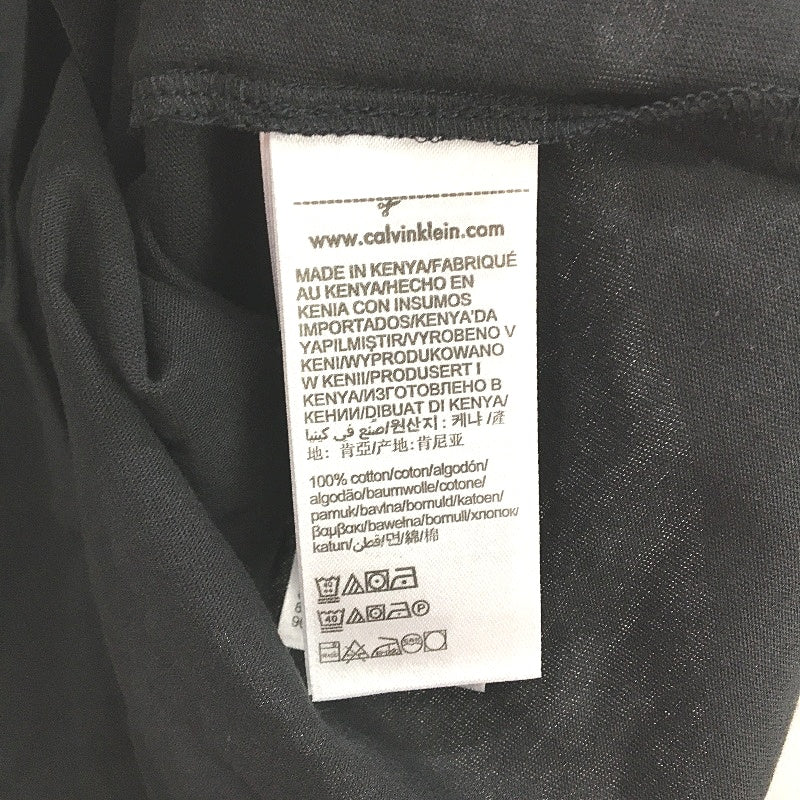 www.calvinklein.com
MADE IN KENYA/FABRIQUÉ
AU KENYA/HECHO EN
KENIA CON INSUMOS
IMPORTADOS/KENYA'DA
YAPILMIŞTIR/VYROBENO V
KENI/WYPRODUKOWANO
W KENII/PRODUSERT I
KENYA/ИЗГОТОВЛЕНО В
КЕНИИ/DIBUAT DI KENYA/
صنع في كينيا/원산지 : 케냐 /產
地: 肯亞/产地: 肯尼亚
100% cotton/coton/algodón/
algodão/baumwolle/cotone/
pamuk/bavlna/bomuld/katoen/
βαμβακι/bawełna/bomull/хлопок/
katun/قطن/면/綿/棉
40
40